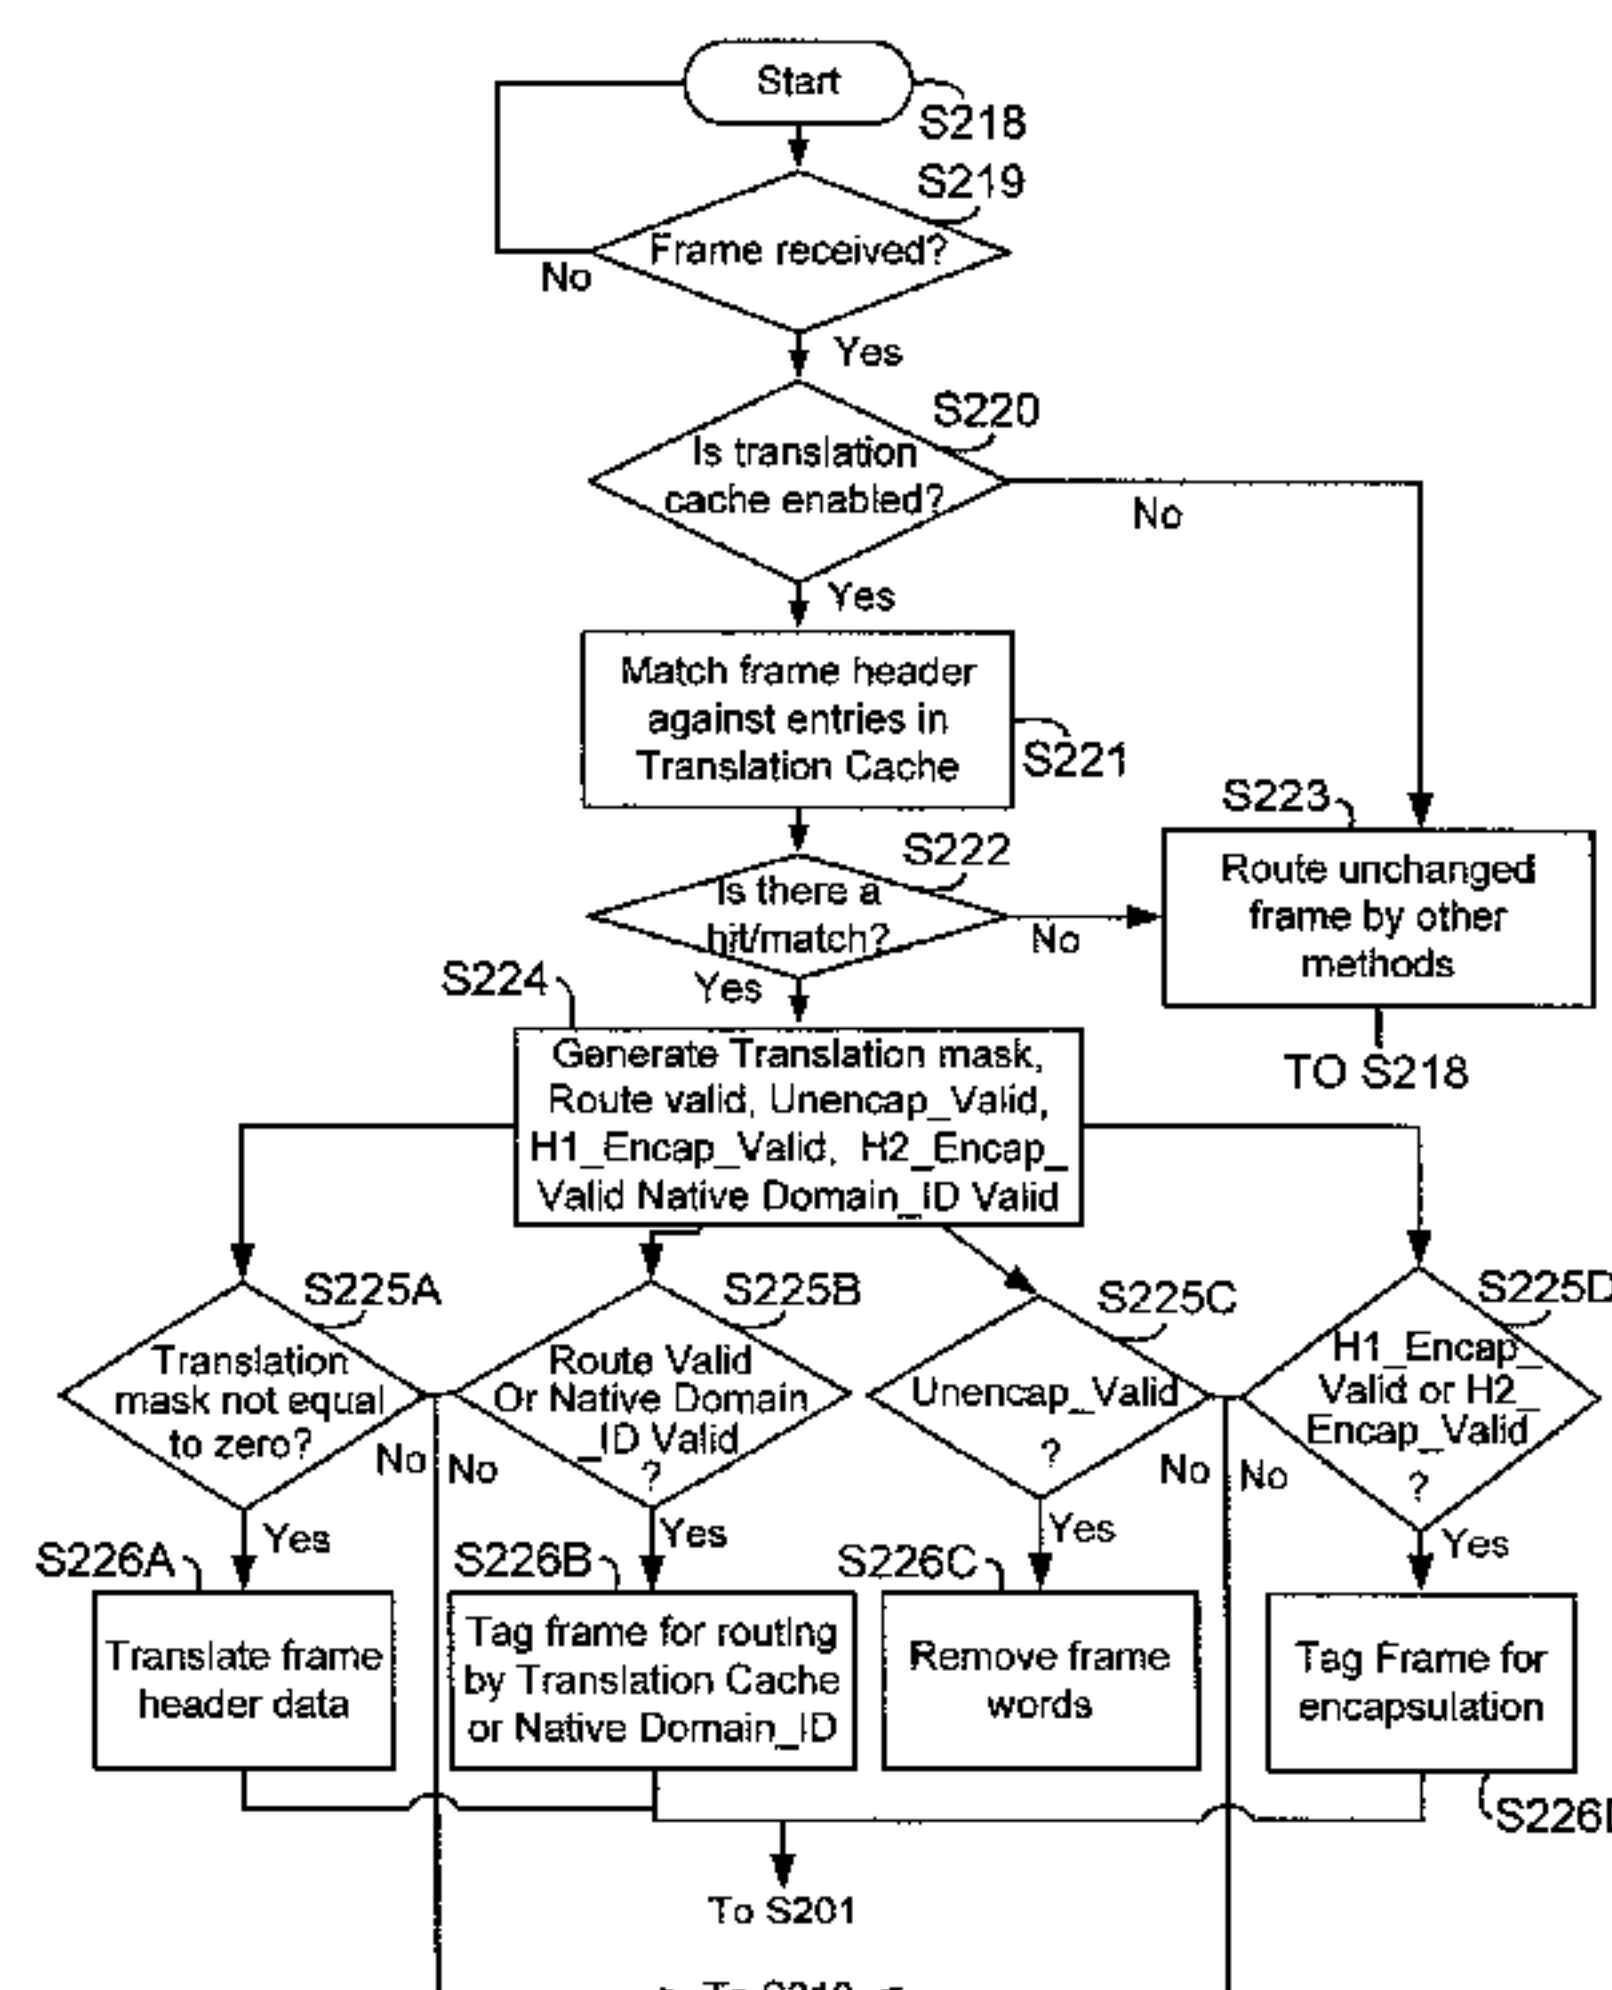 Start
S218
S219
Frame received?
No
Yes
S220
Is translation
cache enabled?
No
Yes
Match frame header
against entries in
Translation Cache
S221
S223
Route unchanged
frame by other
methods
S222
Is there a
hit/match?
No
Yes
TO S218
S224
Generate Translation mask,
Route valid, Unencap_Valid,
H1_Encap_Valid, H2_Encap_
Valid Native Domain_ID Valid
S225A
Translation
mask not equal
to zero?
No
Yes
S225B
Route Valid
Or Native Domain
_ID Valid
?
No
Yes
S225C
Unencap_Valid
?
No
Yes
S225D
H1_Encap_
Valid or H2_
Encap_Valid
?
No
Yes
S226A
Translate frame
header data
S226B
Tag frame for routing
by Translation Cache
or Native Domain_ID
S226C
Remove frame
words
Tag Frame for
encapsulation
To S201